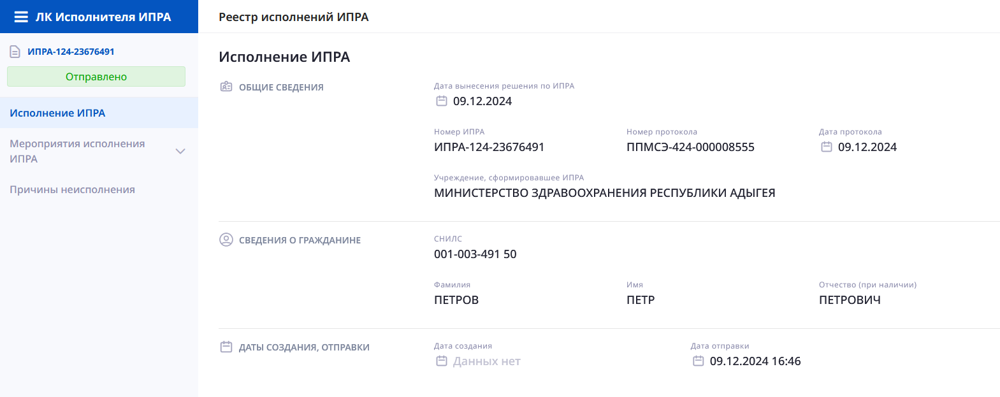 ЛК Исполнителя ИПРА
Реестр исполнений ИПРА
ИПРА-124-23676491
Отправлено
Исполнение ИПРА
Мероприятия исполнения
ИПРА
Причины неисполнения
Исполнение ИПРА
ОБЩИЕ СВЕДЕНИЯ
Дата вынесения решения по ИПРА
09.12.2024
Номер ИПРА
ИПРА-124-23676491
Номер протокола
ППМСЭ-424-000008555
Дата протокола
09.12.2024
Учреждение, сформировавшее ИПРА
МИНИСТЕРСТВО ЗДРАВООХРАНЕНИЯ РЕСПУБЛИКИ АДЫГЕЯ
СВЕДЕНИЯ О ГРАЖДАНИНЕ
СНИЛС
001-003-491 50
Фамилия
ПЕТРОВ
Имя
ПЕТР
Отчество (при наличии)
ПЕТРОВИЧ
ДАТЫ СОЗДАНИЯ, ОТПРАВКИ
Дата создания
Данных нет
Дата отправки
09.12.2024 16:46